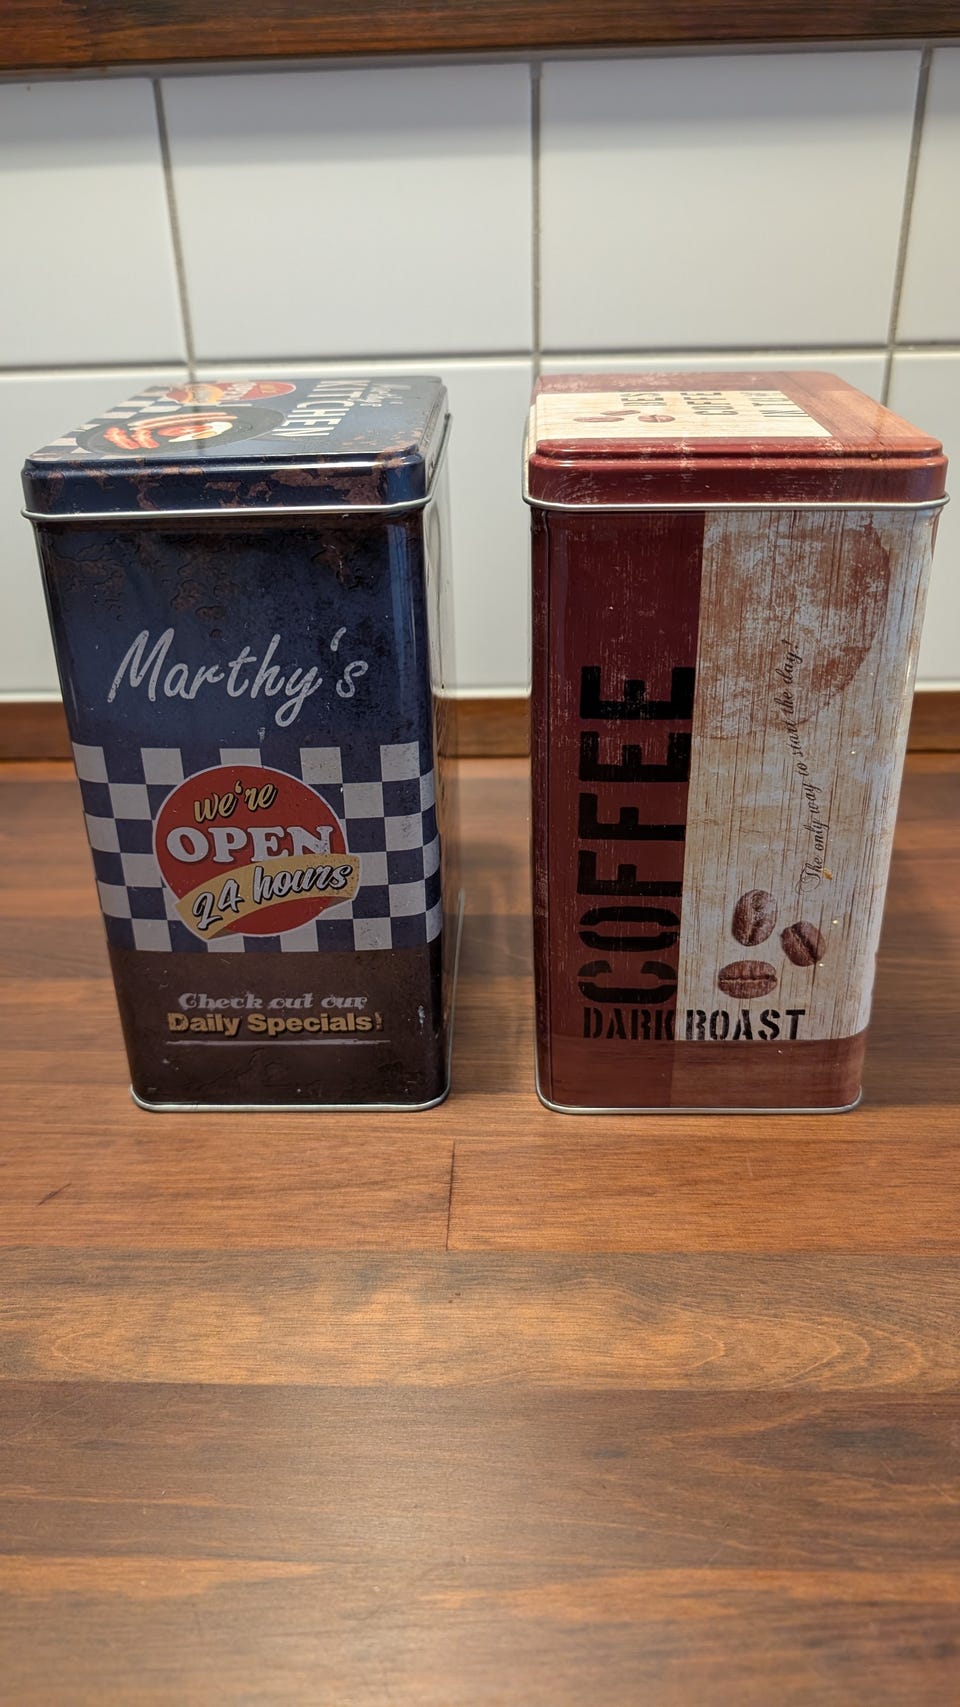 KITCHEN
OPEN
Marthy's
we're
OPEN
24 hours
Check out our
Daily Specials!
COFFEE
IN THE
COFFEE
The only way to start the day!
DARK ROAST